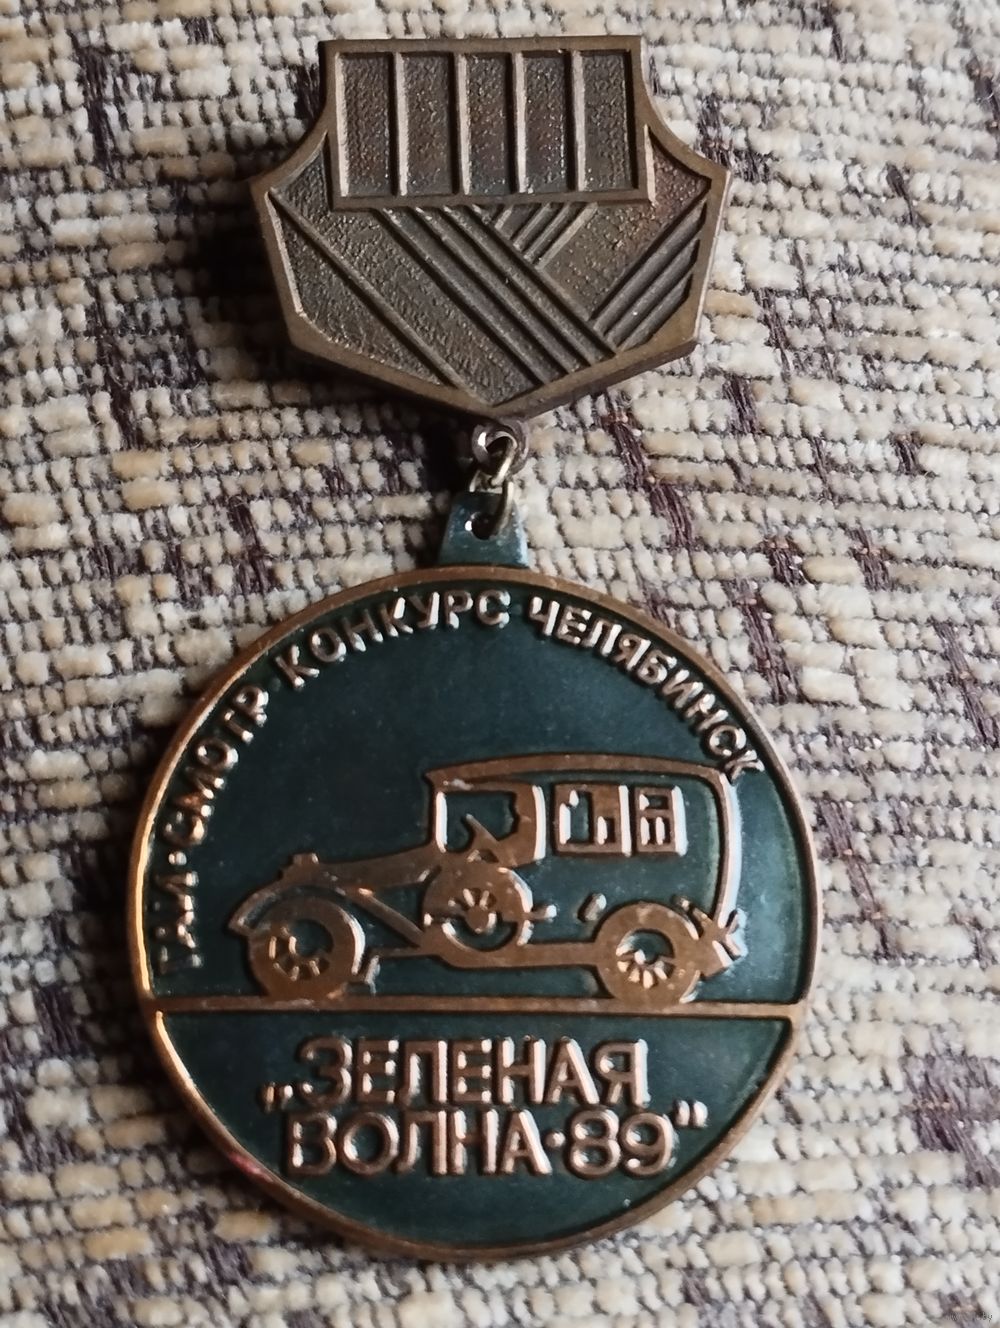 ГАИ·СМОТР КОНКУРС ЧЕЛЯБИНСК
„ЗЕЛЕНАЯ
ВОЛНА·89"